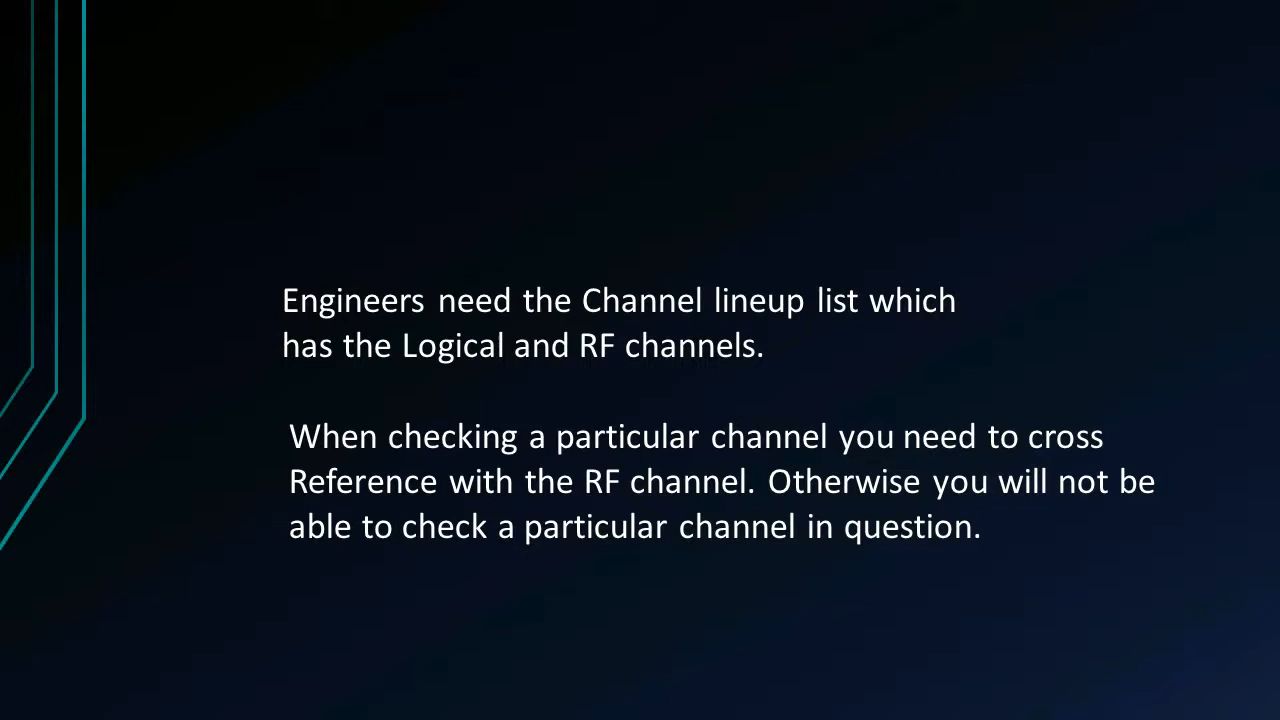 Engineers need the Channel lineup list which
has the Logical and RF channels.
When checking a particular channel you need to cross
Reference with the RF channel. Otherwise you will not be
able to check a particular channel in question.